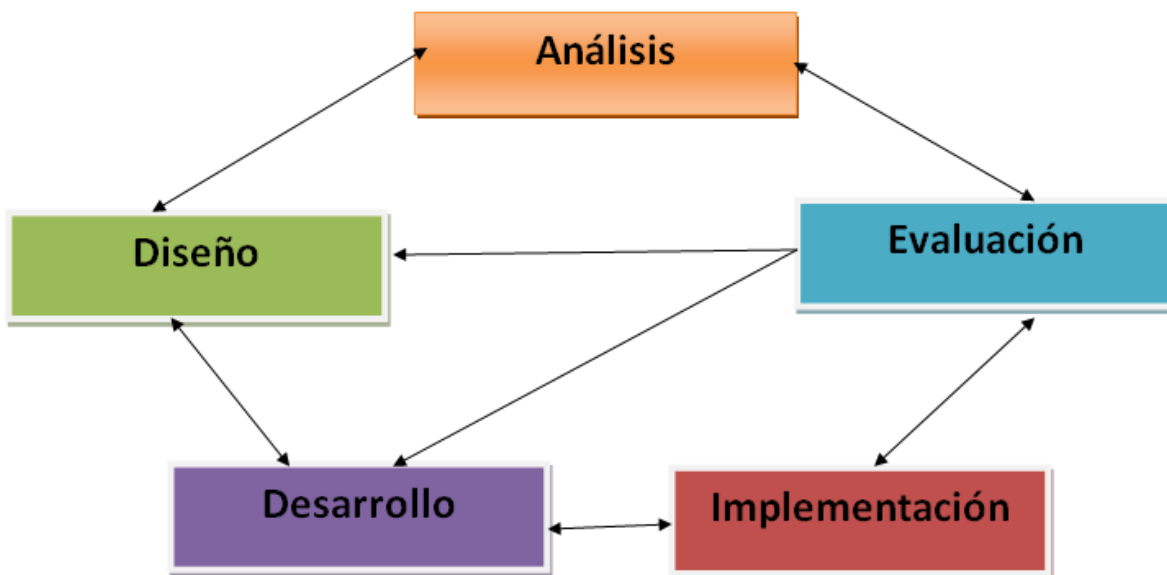 Análisis
Diseño
Evaluación
Desarrollo
Implementación